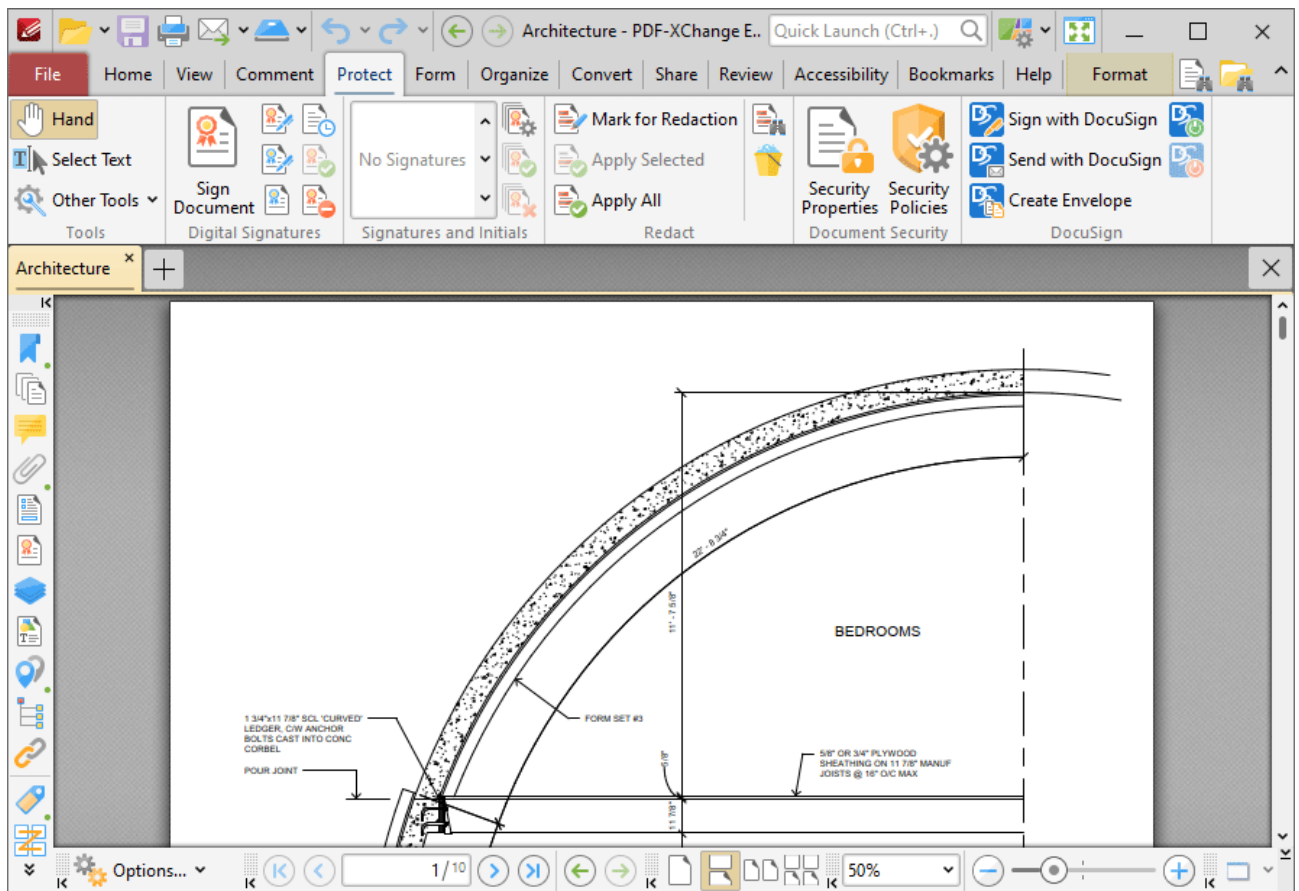 Architecture - PDF-XChange E..
Quick Launch (Ctrl+.)
File Home View Comment Protect Form Organize Convert Share Review Accessibility Bookmarks Help Format
Hand
Select Text
Other Tools
Tools
Sign
Document
Digital Signatures
No Signatures
Signatures and Initials
Mark for Redaction
Apply Selected
Apply All
Redact
Security
Properties
Security
Policies
Document Security
Sign with DocuSign
Send with DocuSign
Create Envelope
DocuSign
Architecture
22' - 9 3/4"
11' - 7 5/8"
BEDROOMS
1 3/4"x11 7/8" SCL 'CURVED'
LEDGER, C/W ANCHOR
BOLTS CAST INTO CONC
CORBEL
FORM SET #3
POUR JOINT
5/8"
5/8" OR 3/4" PLYWOOD
SHEATHING ON 11 7/8" MANUF
JOISTS @ 16" O/C MAX
11 7/8"
Options...
1/10
50%